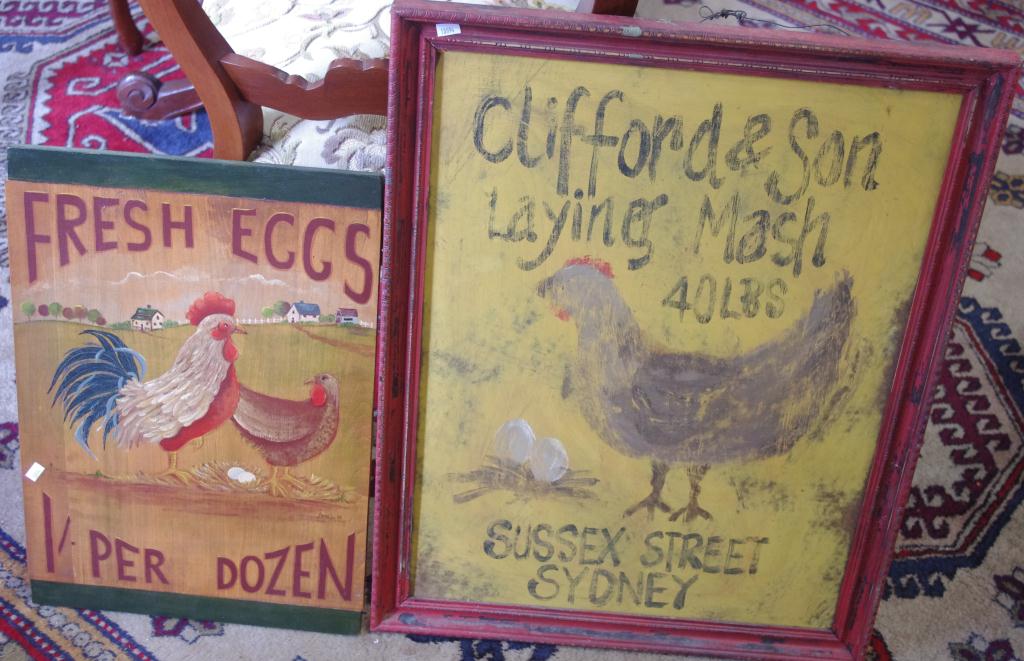 FRESH EGGS
1/- PER DOZEN
Clifford & Son
Laying Mash
40LBS
SUSSEX STREET
SYDNEY